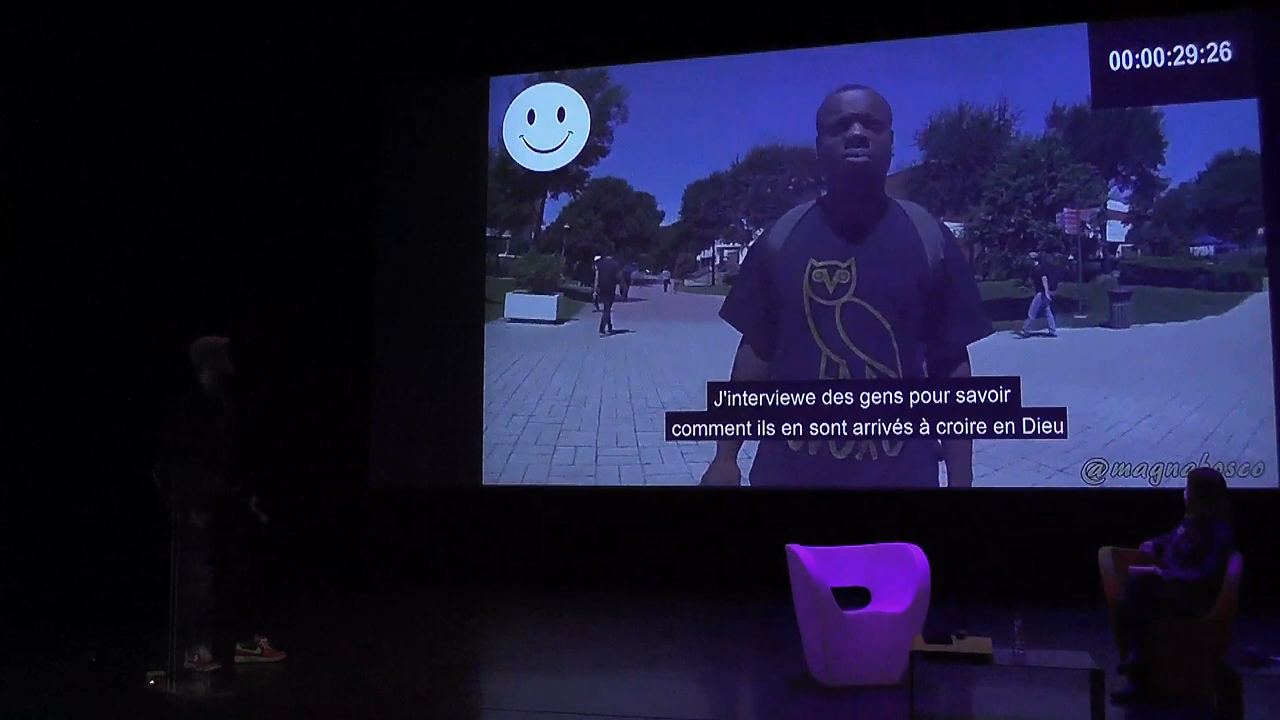 00:00:29:26
J'interviewe des gens pour savoir
comment ils en sont arrivés à croire en Dieu
@magnabosco